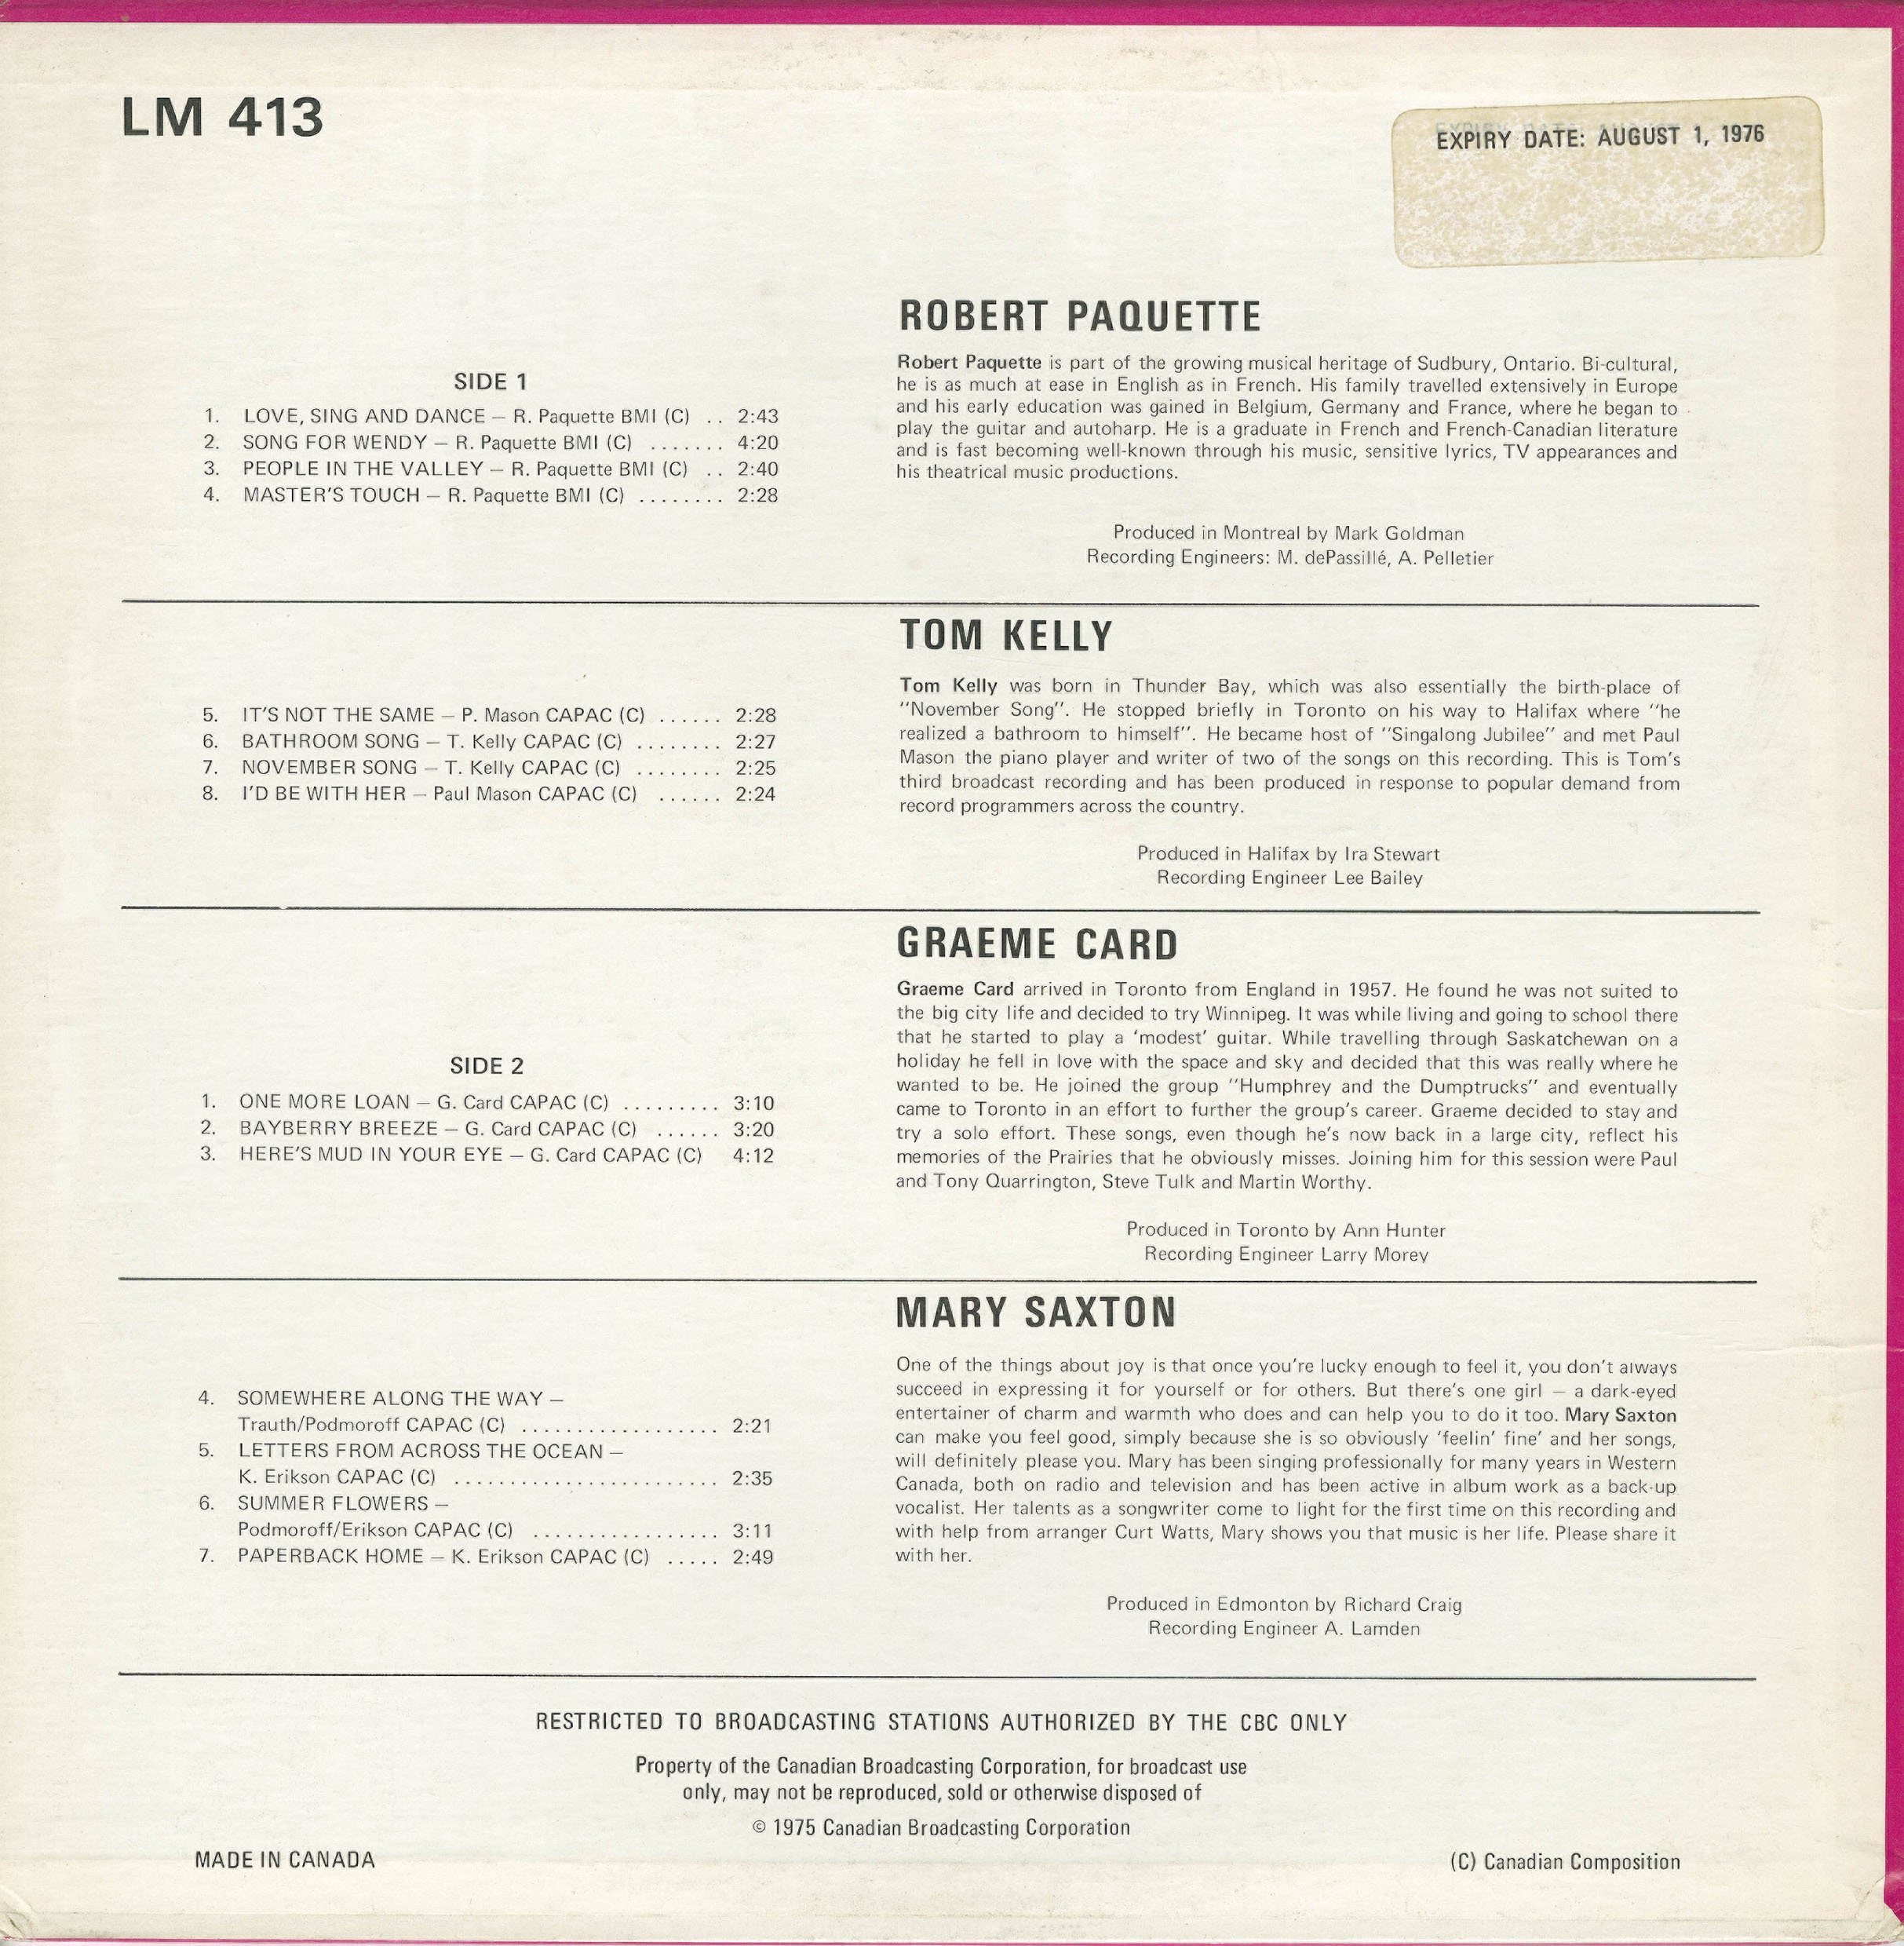 LM 413
EXPIRY DATE: AUGUST 1, 1976
ROBERT PAQUETTE
Robert Paquette is part of the growing musical heritage of Sudbury, Ontario. Bi-cultural,
he is as much at ease in English as in French. His family travelled extensively in Europe
and his early education was gained in Belgium, Germany and France, where he began to
play the guitar and autoharp. He is a graduate in French and French-Canadian literature
and is fast becoming well-known through his music, sensitive lyrics, TV appearances and
his theatrical music productions.
Produced in Montreal by Mark Goldman
Recording Engineers: M. dePassillé, A. Pelletier
SIDE 1
1. LOVE, SING AND DANCE – R. Paquette BMI (C) .. 2:43
2. SONG FOR WENDY – R. Paquette BMI (C) ....... 4:20
3. PEOPLE IN THE VALLEY – R. Paquette BMI (C) .. 2:40
4. MASTER'S TOUCH – R. Paquette BMI (C) ........ 2:28
TOM KELLY
Tom Kelly was born in Thunder Bay, which was also essentially the birth-place of
"November Song". He stopped briefly in Toronto on his way to Halifax where "he
realized a bathroom to himself". He became host of "Singalong Jubilee" and met Paul
Mason the piano player and writer of two of the songs on this recording. This is Tom's
third broadcast recording and has been produced in response to popular demand from
record programmers across the country.
Produced in Halifax by Ira Stewart
Recording Engineer Lee Bailey
5. IT'S NOT THE SAME – P. Mason CAPAC (C) ...... 2:28
6. BATHROOM SONG – T. Kelly CAPAC (C) ........ 2:27
7. NOVEMBER SONG – T. Kelly CAPAC (C) ........ 2:25
8. I'D BE WITH HER – Paul Mason CAPAC (C) ...... 2:24
GRAEME CARD
Graeme Card arrived in Toronto from England in 1957. He found he was not suited to
the big city life and decided to try Winnipeg. It was while living and going to school there
that he started to play a 'modest' guitar. While travelling through Saskatchewan on a
holiday he fell in love with the space and sky and decided that this was really where he
wanted to be. He joined the group "Humphrey and the Dumptrucks" and eventually
came to Toronto in an effort to further the group's career. Graeme decided to stay and
try a solo effort. These songs, even though he's now back in a large city, reflect his
memories of the Prairies that he obviously misses. Joining him for this session were Paul
and Tony Quarrington, Steve Tulk and Martin Worthy.
Produced in Toronto by Ann Hunter
Recording Engineer Larry Morey
SIDE 2
1. ONE MORE LOAN – G. Card CAPAC (C) ......... 3:10
2. BAYBERRY BREEZE – G. Card CAPAC (C) ...... 3:20
3. HERE'S MUD IN YOUR EYE – G. Card CAPAC (C) 4:12
MARY SAXTON
One of the things about joy is that once you're lucky enough to feel it, you don't always
succeed in expressing it for yourself or for others. But there's one girl – a dark-eyed
entertainer of charm and warmth who does and can help you to do it too. Mary Saxton
can make you feel good, simply because she is so obviously 'feelin' fine' and her songs,
will definitely please you. Mary has been singing professionally for many years in Western
Canada, both on radio and television and has been active in album work as a back-up
vocalist. Her talents as a songwriter come to light for the first time on this recording and
with help from arranger Curt Watts, Mary shows you that music is her life. Please share it
with her.
Produced in Edmonton by Richard Craig
Recording Engineer A. Lamden
4. SOMEWHERE ALONG THE WAY –
Trauth/Podmoroff CAPAC (C) .................. 2:21
5. LETTERS FROM ACROSS THE OCEAN –
K. Erikson CAPAC (C) ........................ 2:35
6. SUMMER FLOWERS –
Podmoroff/Erikson CAPAC (C) ................. 3:11
7. PAPERBACK HOME – K. Erikson CAPAC (C) ..... 2:49
RESTRICTED TO BROADCASTING STATIONS AUTHORIZED BY THE CBC ONLY
Property of the Canadian Broadcasting Corporation, for broadcast use
only, may not be reproduced, sold or otherwise disposed of
© 1975 Canadian Broadcasting Corporation
MADE IN CANADA
(C) Canadian Composition